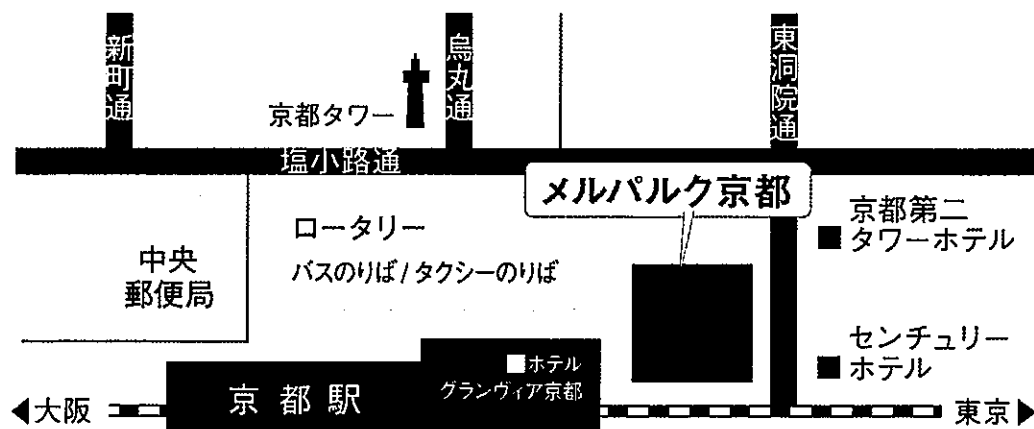 新町通
烏丸通
東洞院通
京都タワー
塩小路通
メルパルク京都
ロータリー
バスのりば/タクシーのりば
中央
郵便局
京都第二
タワーホテル
センチュリー
ホテル
ホテル
グランヴィア京都
京都駅
大阪
東京